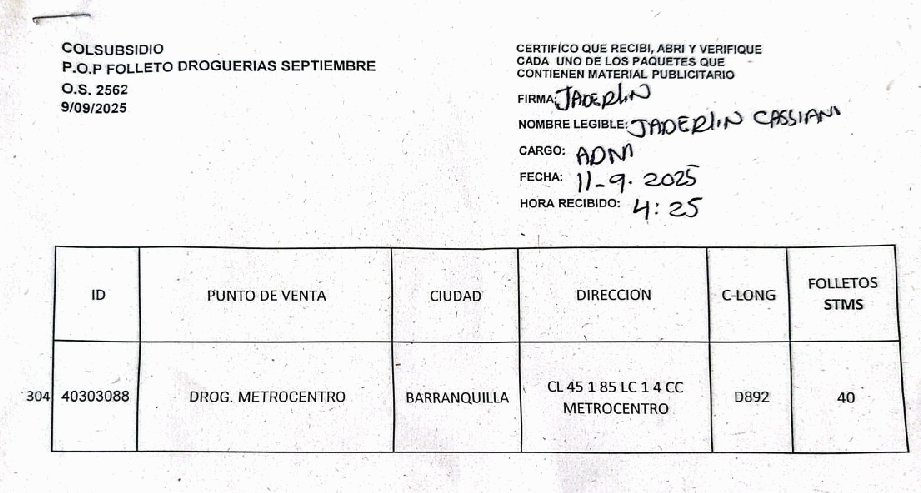 COLSUBSIDIO
P.O.P FOLLETO DROGUERIAS SEPTIEMBRE
O.S. 2562
9/09/2025
CERTIFICO QUE RECIBI, ABRI Y VERIFIQUE
CADA UNO DE LOS PAQUETES QUE
CONTIENEN MATERIAL PUBLICITARIO
FIRMA: JADERLIN
NOMBRE LEGIBLE: JADERLIN CASSIANI
CARGO: ADM
FECHA: 11-9-2025
HORA RECIBIDO: 4:25
ID PUNTO DE VENTA CIUDAD DIRECCION C-LONG FOLLETOS STMS
304 40303088 DROG. METROCENTRO BARRANQUILLA CL 45 1 85 LC 1 4 CC METROCENTRO D892 40